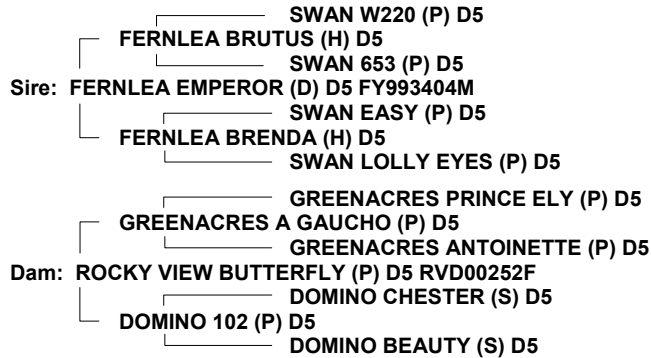 SWAN W220 (P) D5
FERNLEA BRUTUS (H) D5
SWAN 653 (P) D5
Sire: FERNLEA EMPEROR (D) D5 FY993404M
SWAN EASY (P) D5
FERNLEA BRENDA (H) D5
SWAN LOLLY EYES (P) D5
GREENACRES PRINCE ELY (P) D5
GREENACRES A GAUCHO (P) D5
GREENACRES ANTOINETTE (P) D5
Dam: ROCKY VIEW BUTTERFLY (P) D5 RVD00252F
DOMINO CHESTER (S) D5
DOMINO 102 (P) D5
DOMINO BEAUTY (S) D5